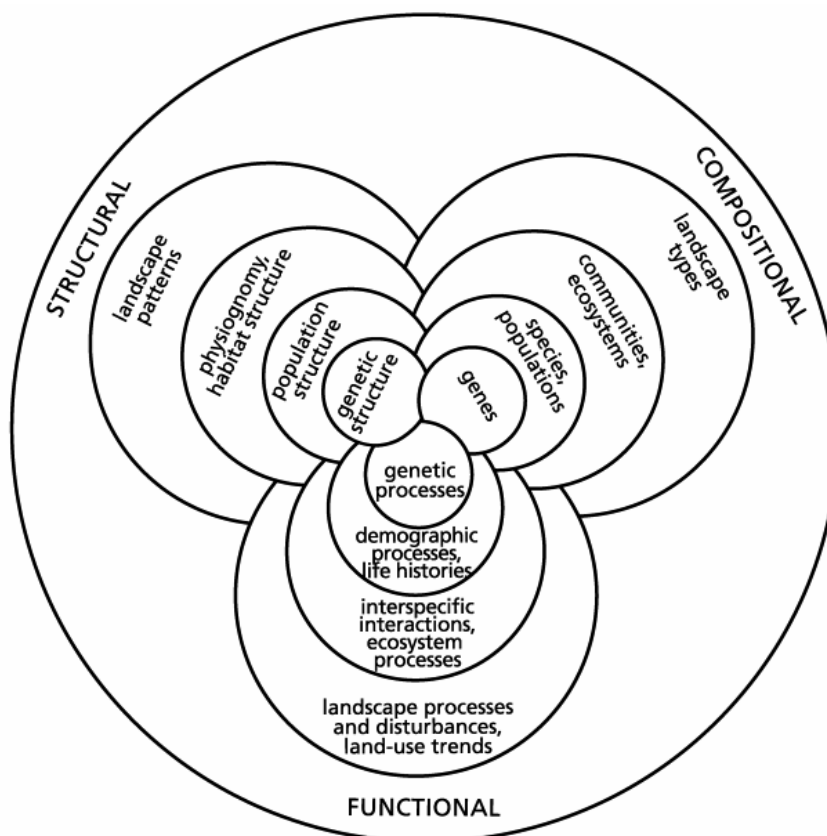 STRUCTURAL
landscape
patterns
physiognomy,
habitat structure
population
structure
genetic
structure
COMPOSITIONAL
landscape
types
communities,
ecosystems
species,
populations
genes
genetic
processes
demographic
processes,
life histories
interspecific
interactions,
ecosystem
processes
landscape processes
and disturbances,
land-use trends
FUNCTIONAL